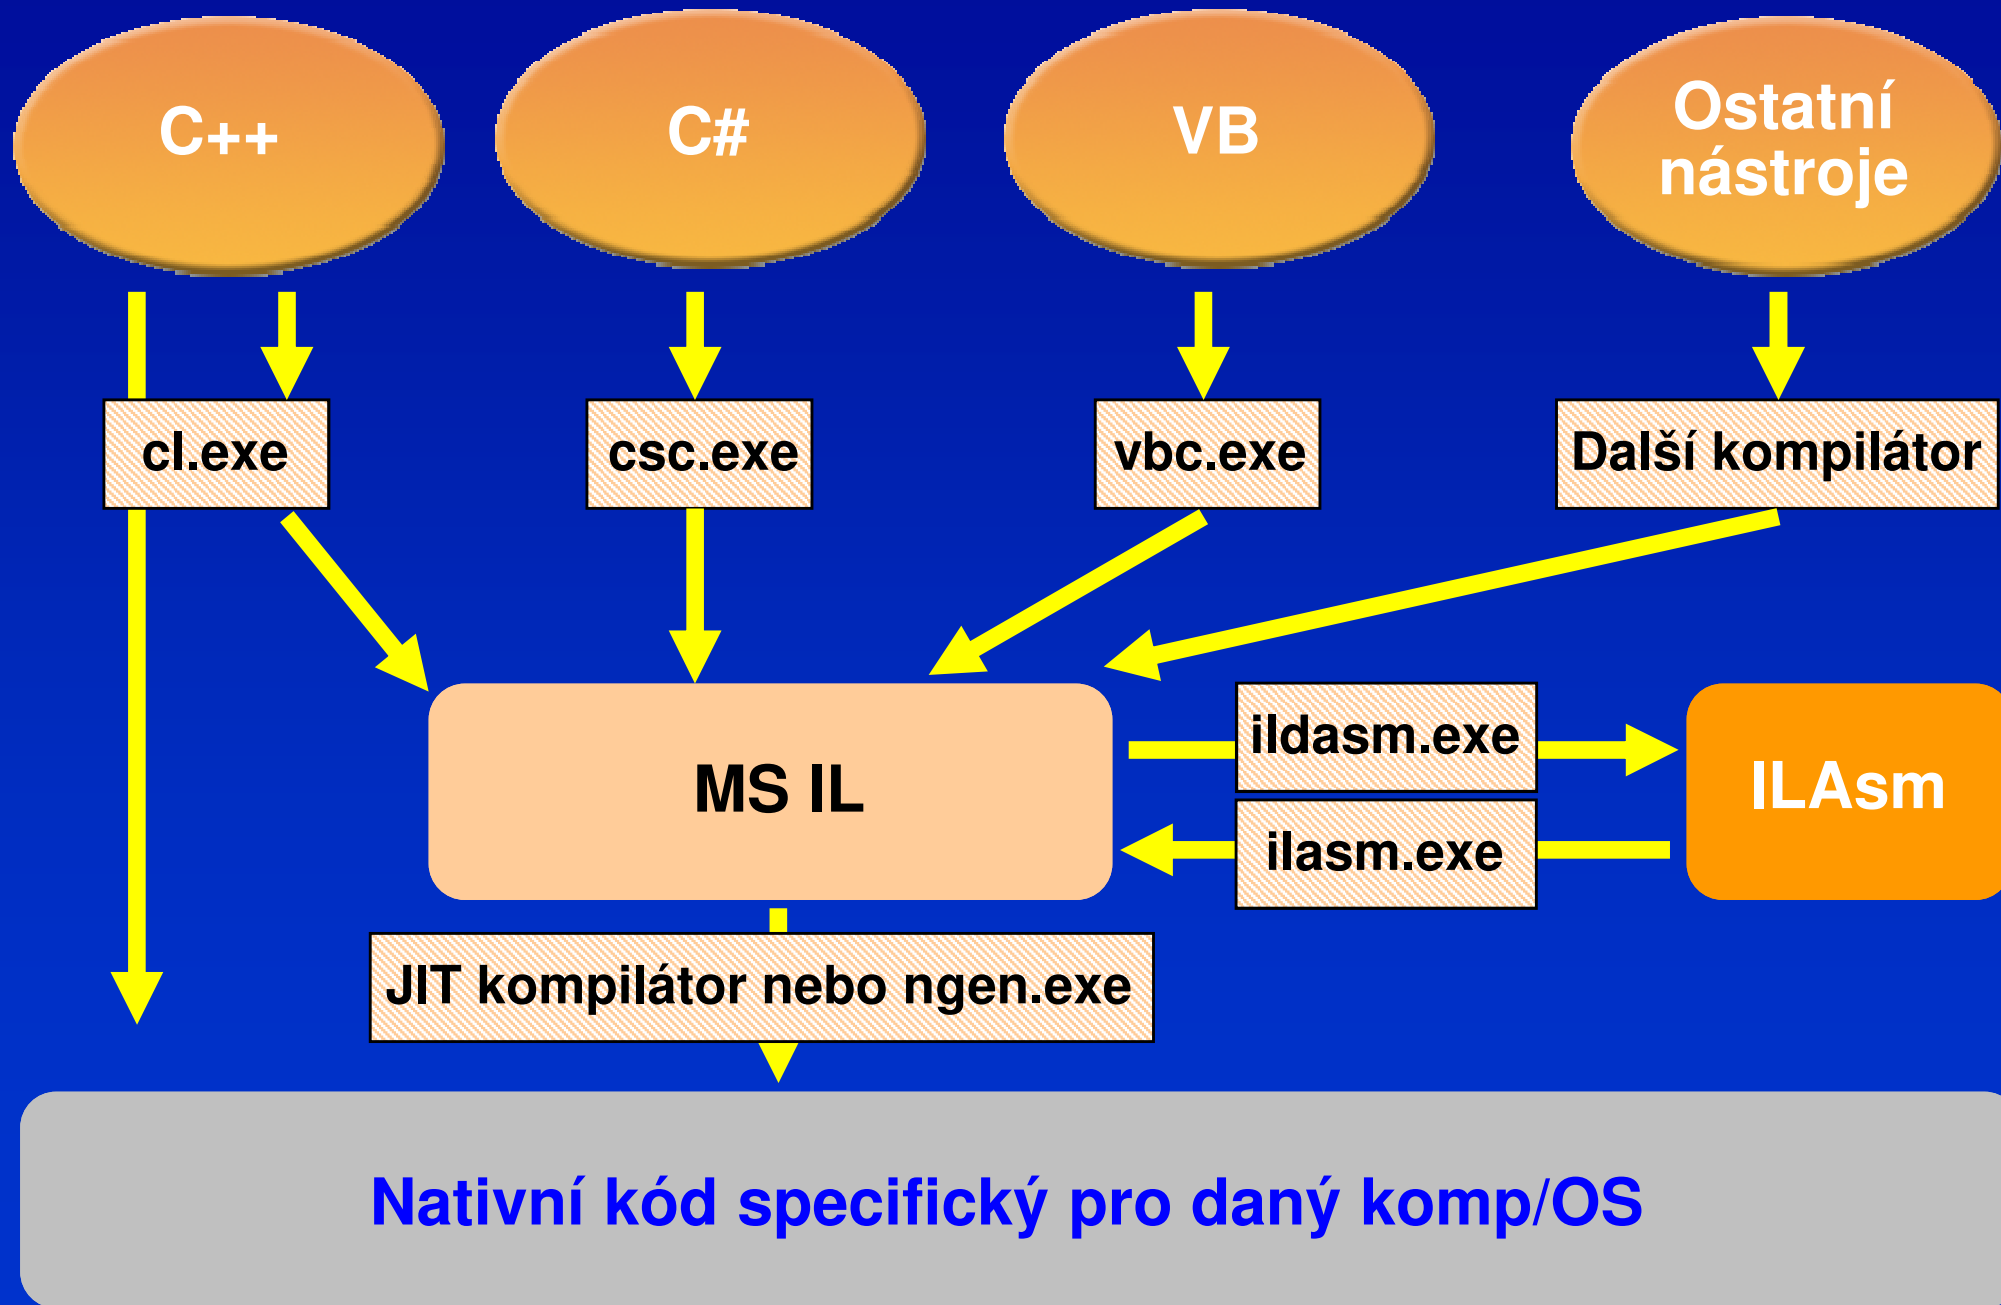 C++
C#
VB
Ostatní
nástroje
cl.exe
csc.exe
vbc.exe
Další kompilátor
MS IL
ildasm.exe
ilasm.exe
ILAsm
JIT kompilátor nebo ngen.exe
Nativní kód specifický pro daný komp/OS